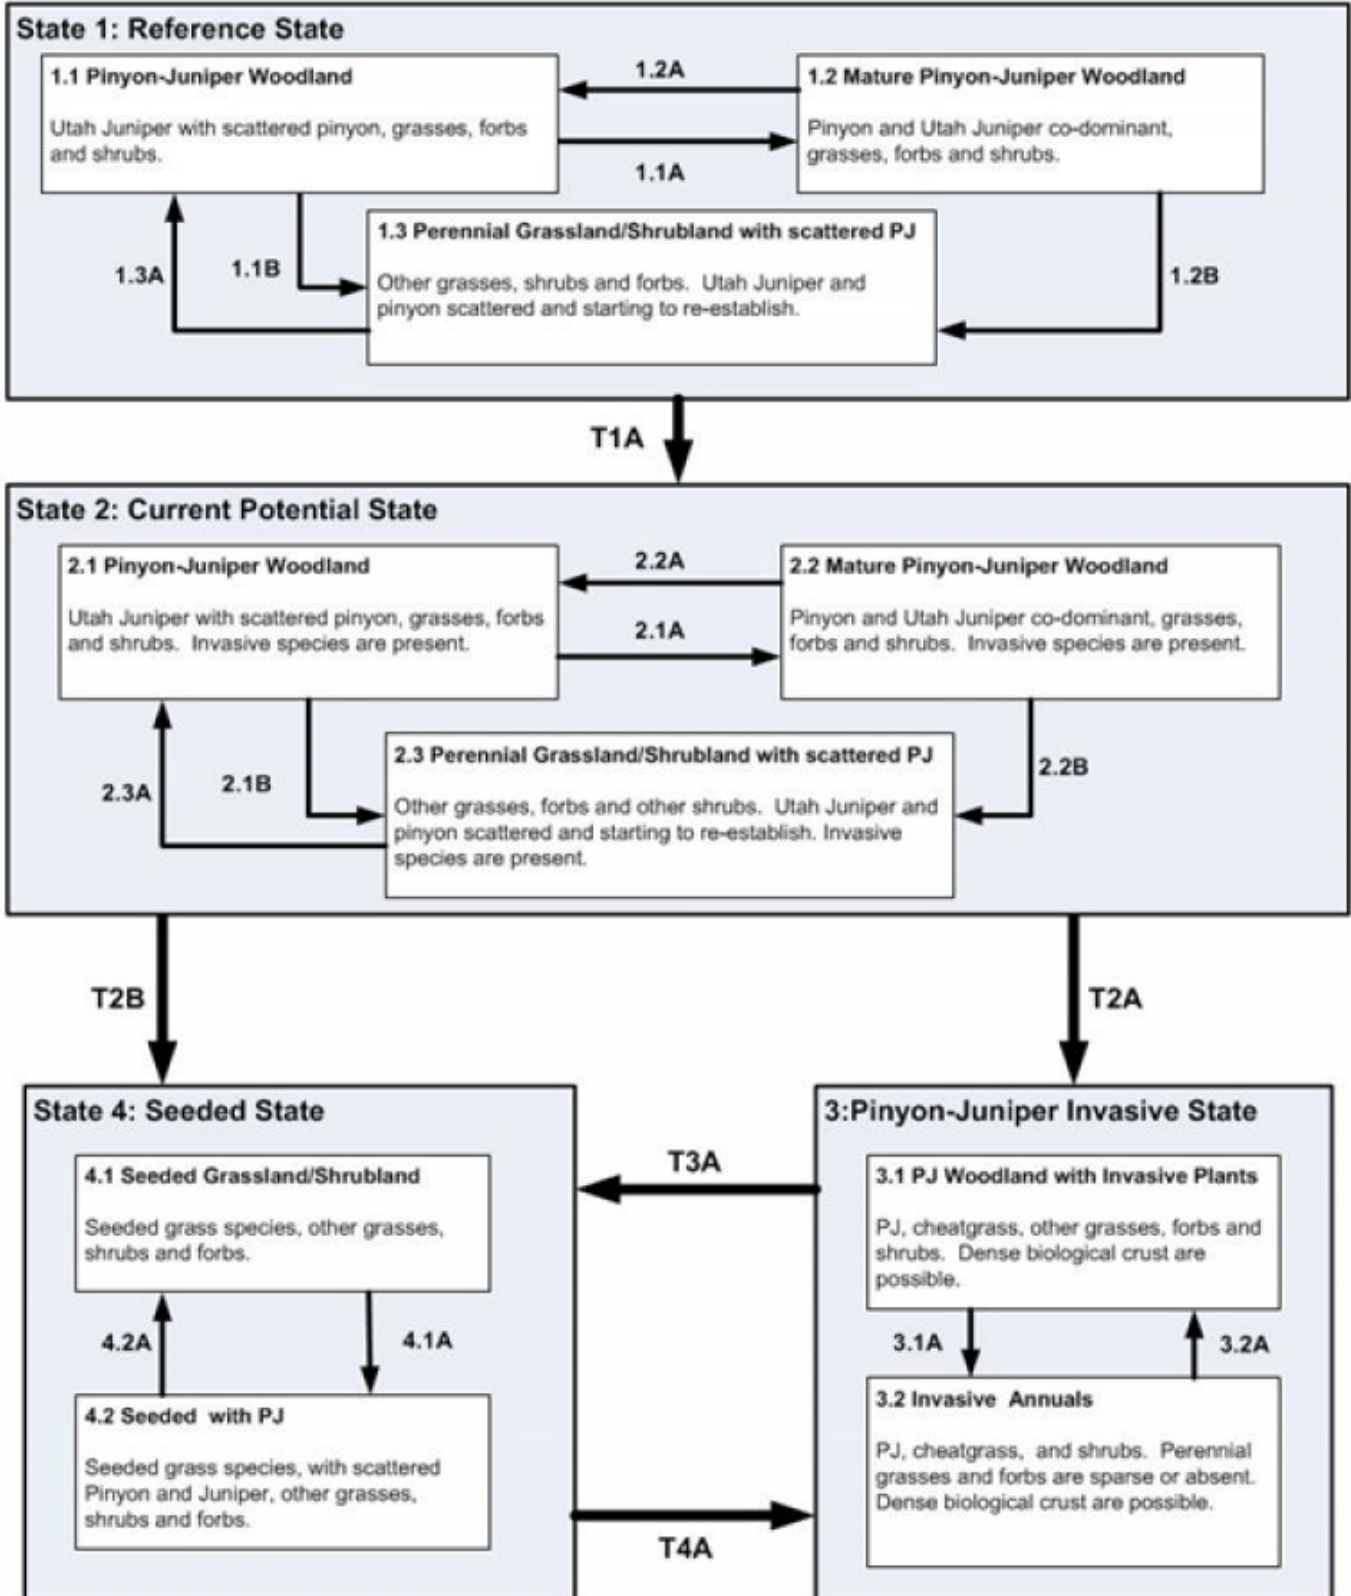 State 1: Reference State
1.1 Pinyon-Juniper Woodland
Utah Juniper with scattered pinyon, grasses, forbs
and shrubs.
1.2A
1.1A
1.2 Mature Pinyon-Juniper Woodland
Pinyon and Utah Juniper co-dominant,
grasses, forbs and shrubs.
1.3A
1.1B
1.3 Perennial Grassland/Shrubland with scattered PJ
Other grasses, shrubs and forbs. Utah Juniper and
pinyon scattered and starting to re-establish.
1.2B
T1A
State 2: Current Potential State
2.1 Pinyon-Juniper Woodland
Utah Juniper with scattered pinyon, grasses, forbs
and shrubs. Invasive species are present.
2.2A
2.1A
2.2 Mature Pinyon-Juniper Woodland
Pinyon and Utah Juniper co-dominant, grasses,
forbs and shrubs. Invasive species are present.
2.3A
2.1B
2.3 Perennial Grassland/Shrubland with scattered PJ
Other grasses, forbs and other shrubs. Utah Juniper and
pinyon scattered and starting to re-establish. Invasive
species are present.
2.2B
T2B
T2A
State 4: Seeded State
4.1 Seeded Grassland/Shrubland
Seeded grass species, other grasses,
shrubs and forbs.
4.2A
4.1A
4.2 Seeded with PJ
Seeded grass species, with scattered
Pinyon and Juniper, other grasses,
shrubs and forbs.
T3A
T4A
3:Pinyon-Juniper Invasive State
3.1 PJ Woodland with Invasive Plants
PJ, cheatgrass, other grasses, forbs and
shrubs. Dense biological crust are
possible.
3.1A
3.2A
3.2 Invasive Annuals
PJ, cheatgrass, and shrubs. Perennial
grasses and forbs are sparse or absent.
Dense biological crust are possible.